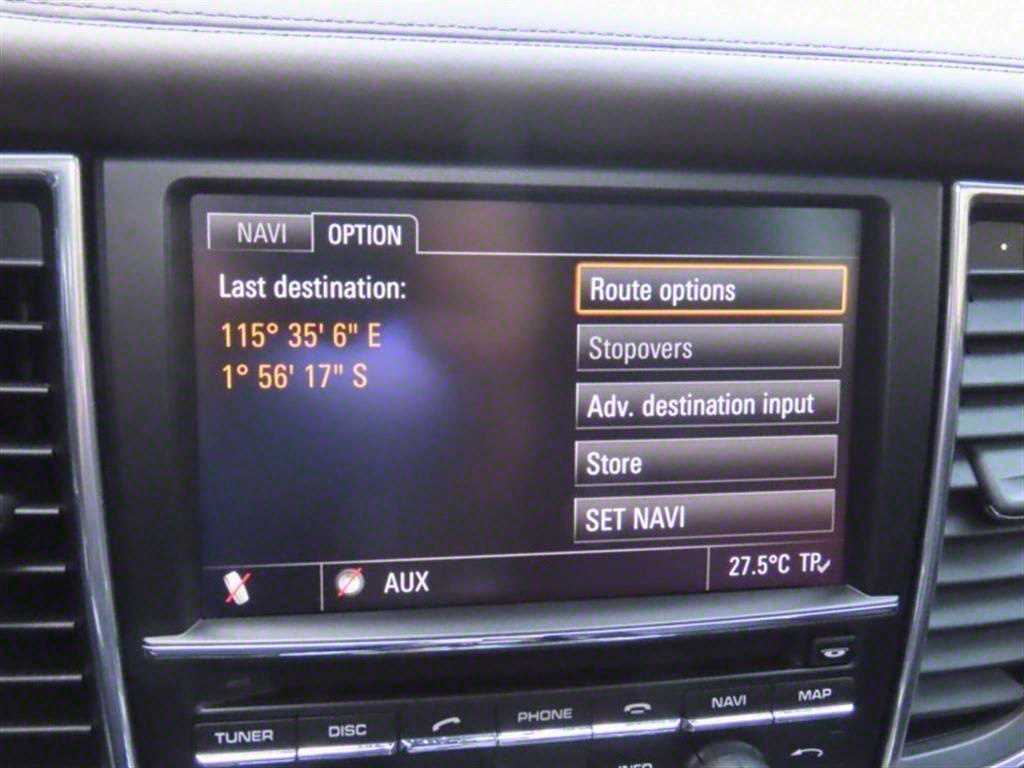 NAVI OPTION
Last destination:
115° 35' 6" E
1° 56' 17" S
Route options
Stopovers
Adv. destination input
Store
SET NAVI
AUX
27.5°C TP
TUNER DISC PHONE NAVI MAP